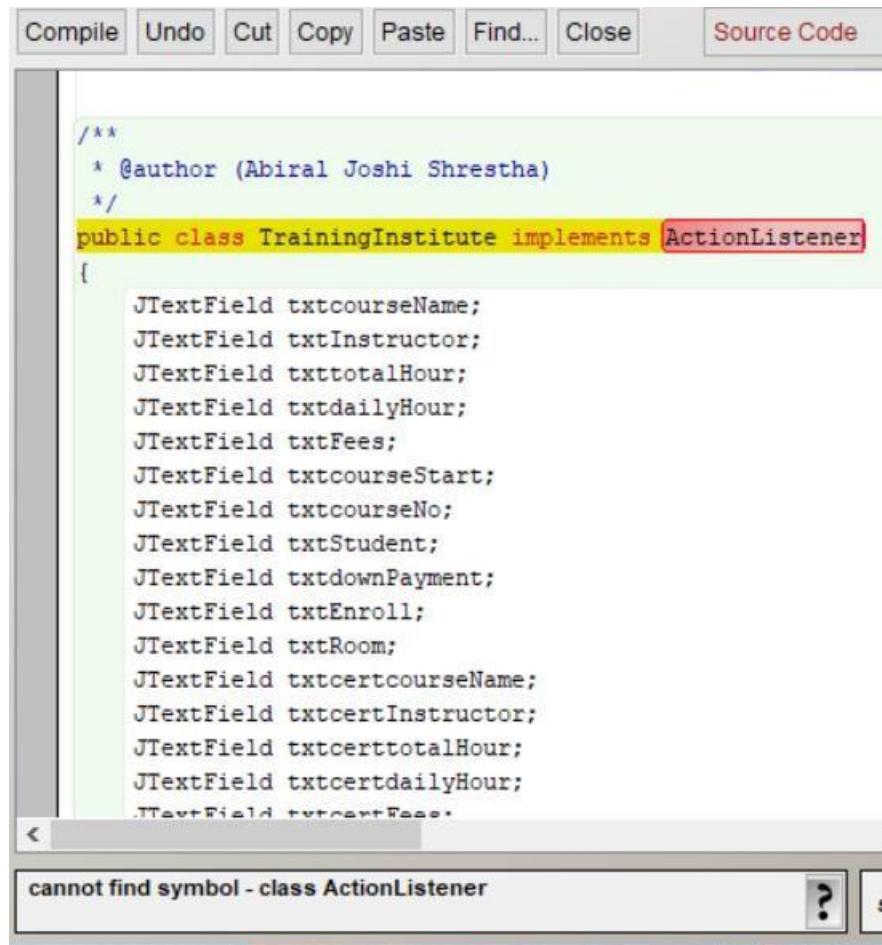 Compile Undo Cut Copy Paste Find... Close Source Code
/**
* @author (Abiral Joshi Shrestha)
*/
public class TrainingInstitute implements ActionListener
{
JTextField txtcourseName;
JTextField txtInstructor;
JTextField txttotalHour;
JTextField txtdailyHour;
JTextField txtFees;
JTextField txtcourseStart;
JTextField txtcourseNo;
JTextField txtStudent;
JTextField txtdownPayment;
JTextField txtEnroll;
JTextField txtRoom;
JTextField txtcertcourseName;
JTextField txtcertInstructor;
JTextField txtcerttotalHour;
JTextField txtcertdailyHour;
JTextField txtcertFees;
cannot find symbol - class ActionListener ?